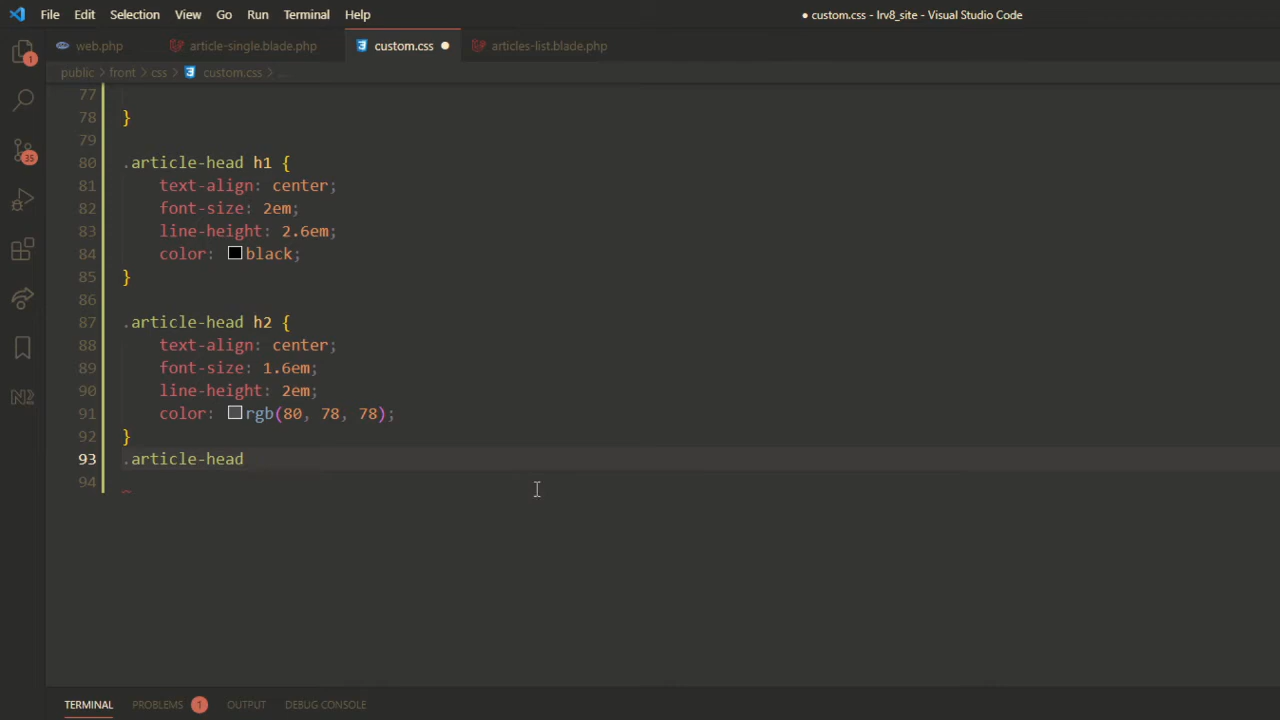 File Edit Selection View Go Run Terminal Help ● custom.css - lrv8_site - Visual Studio Code
web.php article-single.blade.php custom.css ● articles-list.blade.php
public > front > css > custom.css > ...
77
78 }
79
80 .article-head h1 {
81 text-align: center;
82 font-size: 2em;
83 line-height: 2.6em;
84 color: black;
85 }
86
87 .article-head h2 {
88 text-align: center;
89 font-size: 1.6em;
90 line-height: 2em;
91 color: rgb(80, 78, 78);
92 }
93 .article-head
94
1
35
TERMINAL PROBLEMS 1 OUTPUT DEBUG CONSOLE